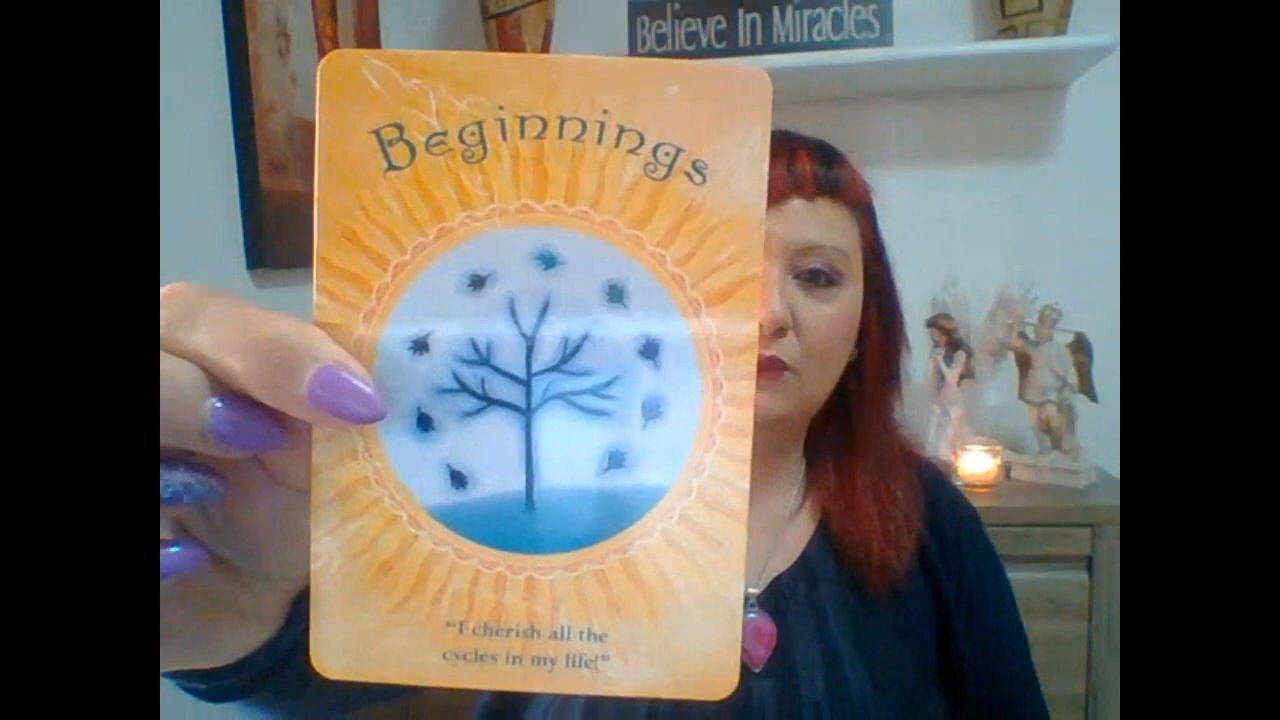 Believe In Miracles
Beginnings
“I cherish all the
cycles in my life!”